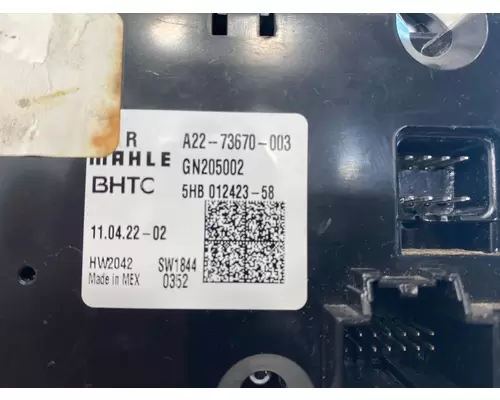 R A22-73670-003
MAHLE GN205002
BHTC 5HB 012423-58
11.04.22-02
HW2042 SW1844
Made in MEX 0352